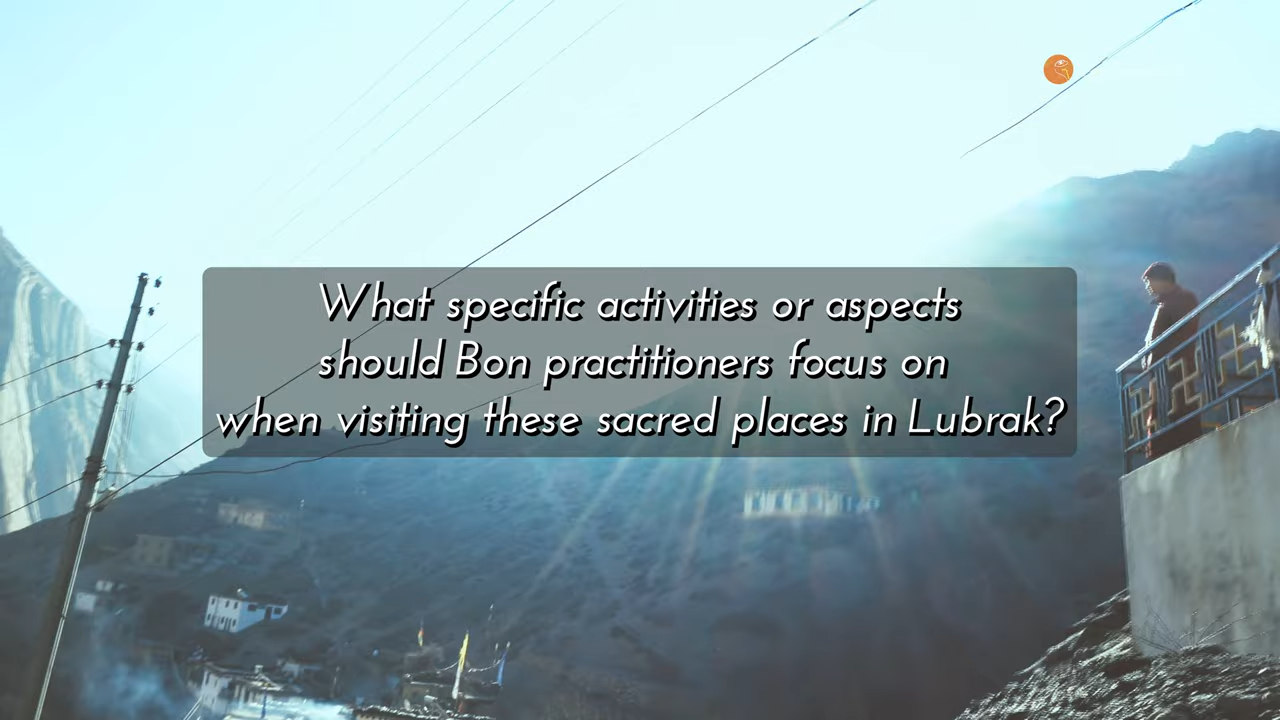 What specific activities or aspects
should Bon practitioners focus on
when visiting these sacred places in Lubrak?